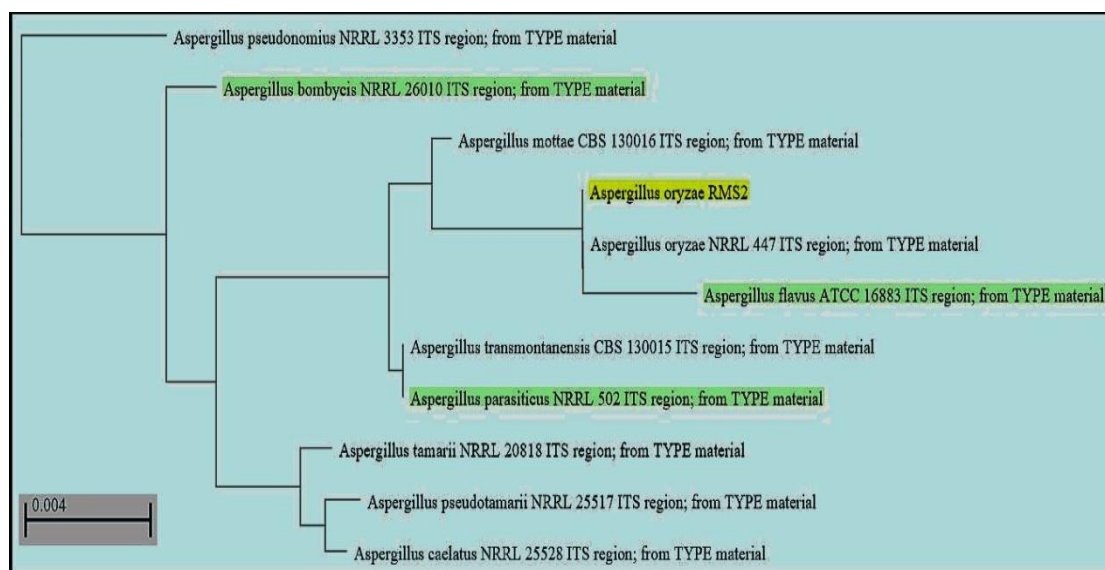 Aspergillus pseudonomius NRRL 3353 ITS region; from TYPE material
Aspergillus bombycis NRRL 26010 ITS region; from TYPE material
Aspergillus mottae CBS 130016 ITS region; from TYPE material
Aspergillus oryzae RMS2
Aspergillus oryzae NRRL 447 ITS region; from TYPE material
Aspergillus flavus ATCC 16883 ITS region; from TYPE material
Aspergillus transmontanensis CBS 130015 ITS region; from TYPE material
Aspergillus parasiticus NRRL 502 ITS region; from TYPE material
Aspergillus tamarii NRRL 20818 ITS region; from TYPE material
Aspergillus pseudotamarii NRRL 25517 ITS region; from TYPE material
Aspergillus caelatus NRRL 25528 ITS region; from TYPE material
0.004